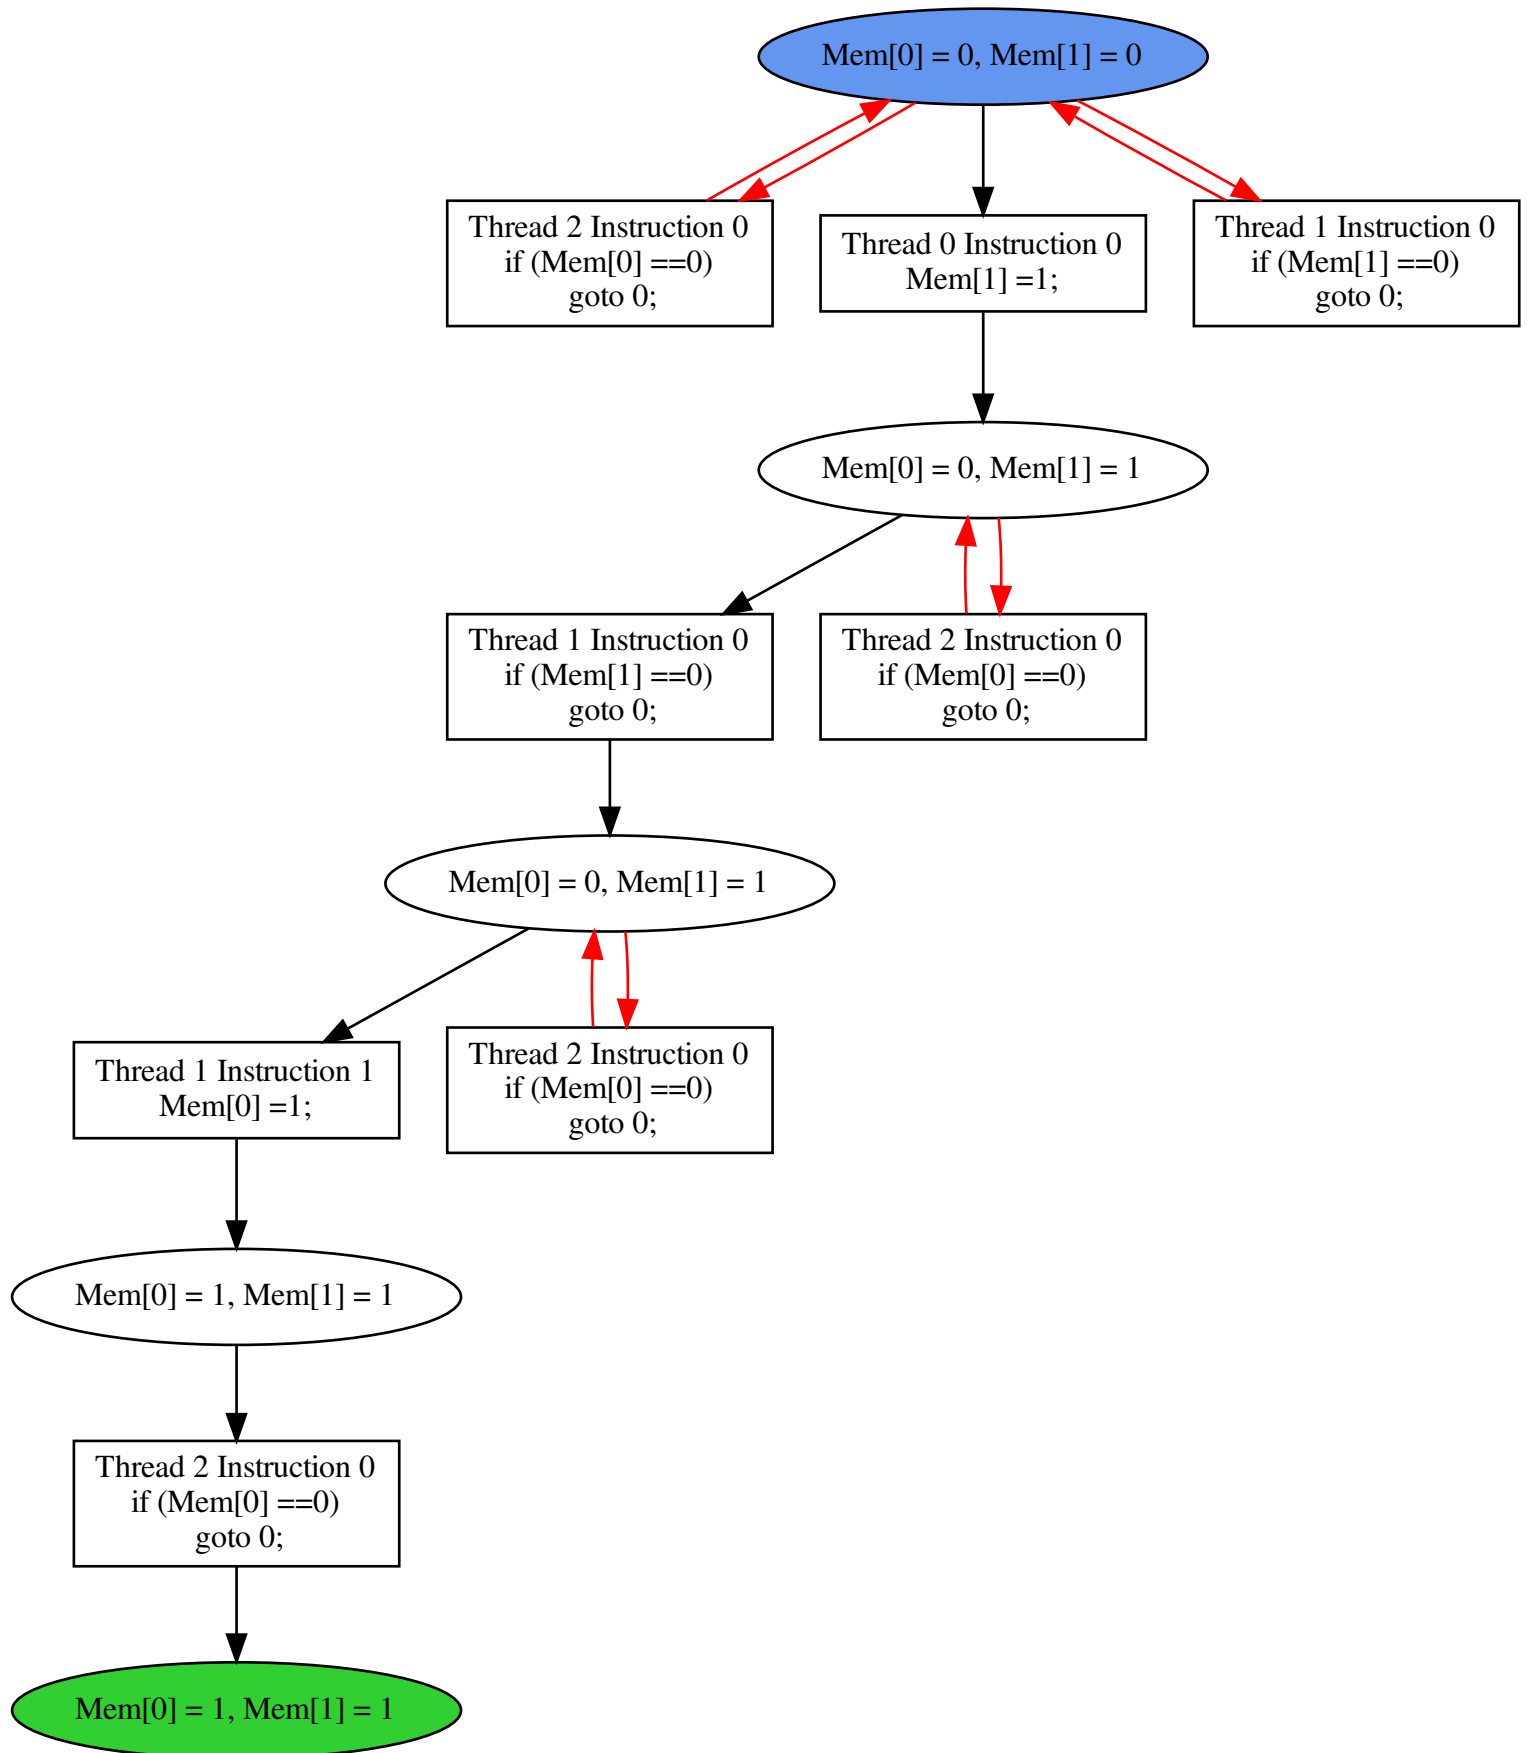 Mem[0] = 0, Mem[1] = 0
Thread 2 Instruction 0
if (Mem[0] ==0)
goto 0;
Thread 0 Instruction 0
Mem[1] =1;
Thread 1 Instruction 0
if (Mem[1] ==0)
goto 0;
Mem[0] = 0, Mem[1] = 1
Thread 1 Instruction 0
if (Mem[1] ==0)
goto 0;
Thread 2 Instruction 0
if (Mem[0] ==0)
goto 0;
Mem[0] = 0, Mem[1] = 1
Thread 1 Instruction 1
Mem[0] =1;
Thread 2 Instruction 0
if (Mem[0] ==0)
goto 0;
Mem[0] = 1, Mem[1] = 1
Thread 2 Instruction 0
if (Mem[0] ==0)
goto 0;
Mem[0] = 1, Mem[1] = 1